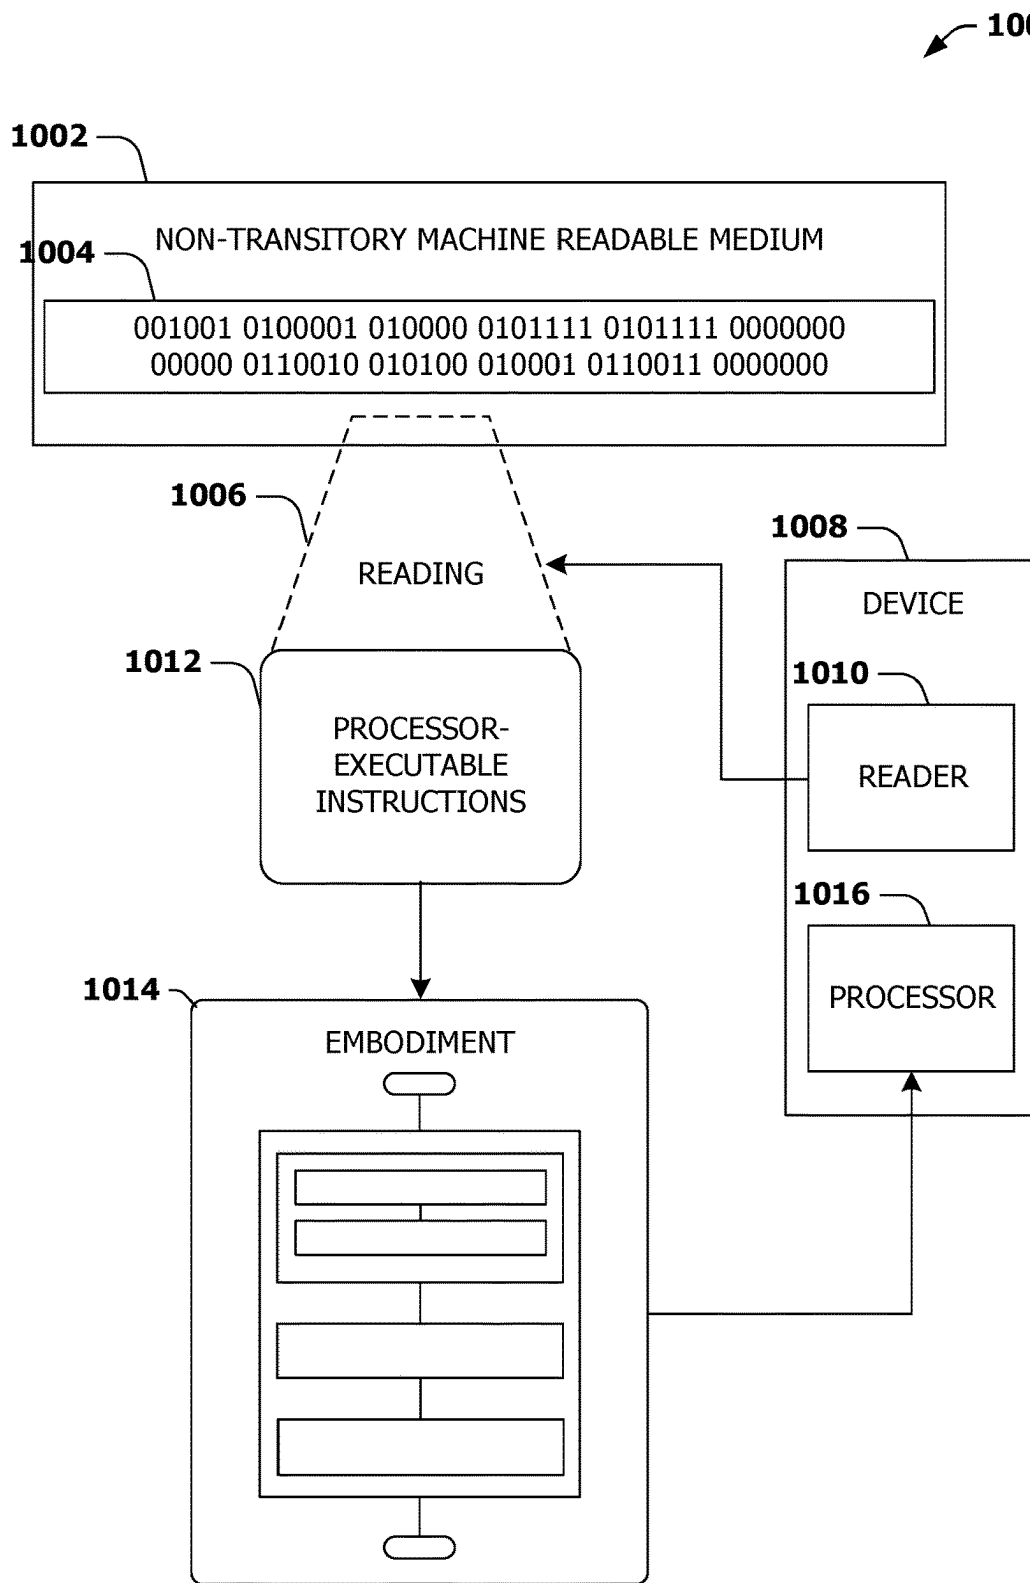 100
1002
NON-TRANSITORY MACHINE READABLE MEDIUM
1004
001001 0100001 010000 0101111 0101111 0000000
00000 0110010 010100 010001 0110011 0000000
1006
READING
1008
DEVICE
1012
PROCESSOR-
EXECUTABLE
INSTRUCTIONS
1010
READER
1016
PROCESSOR
1014
EMBODIMENT